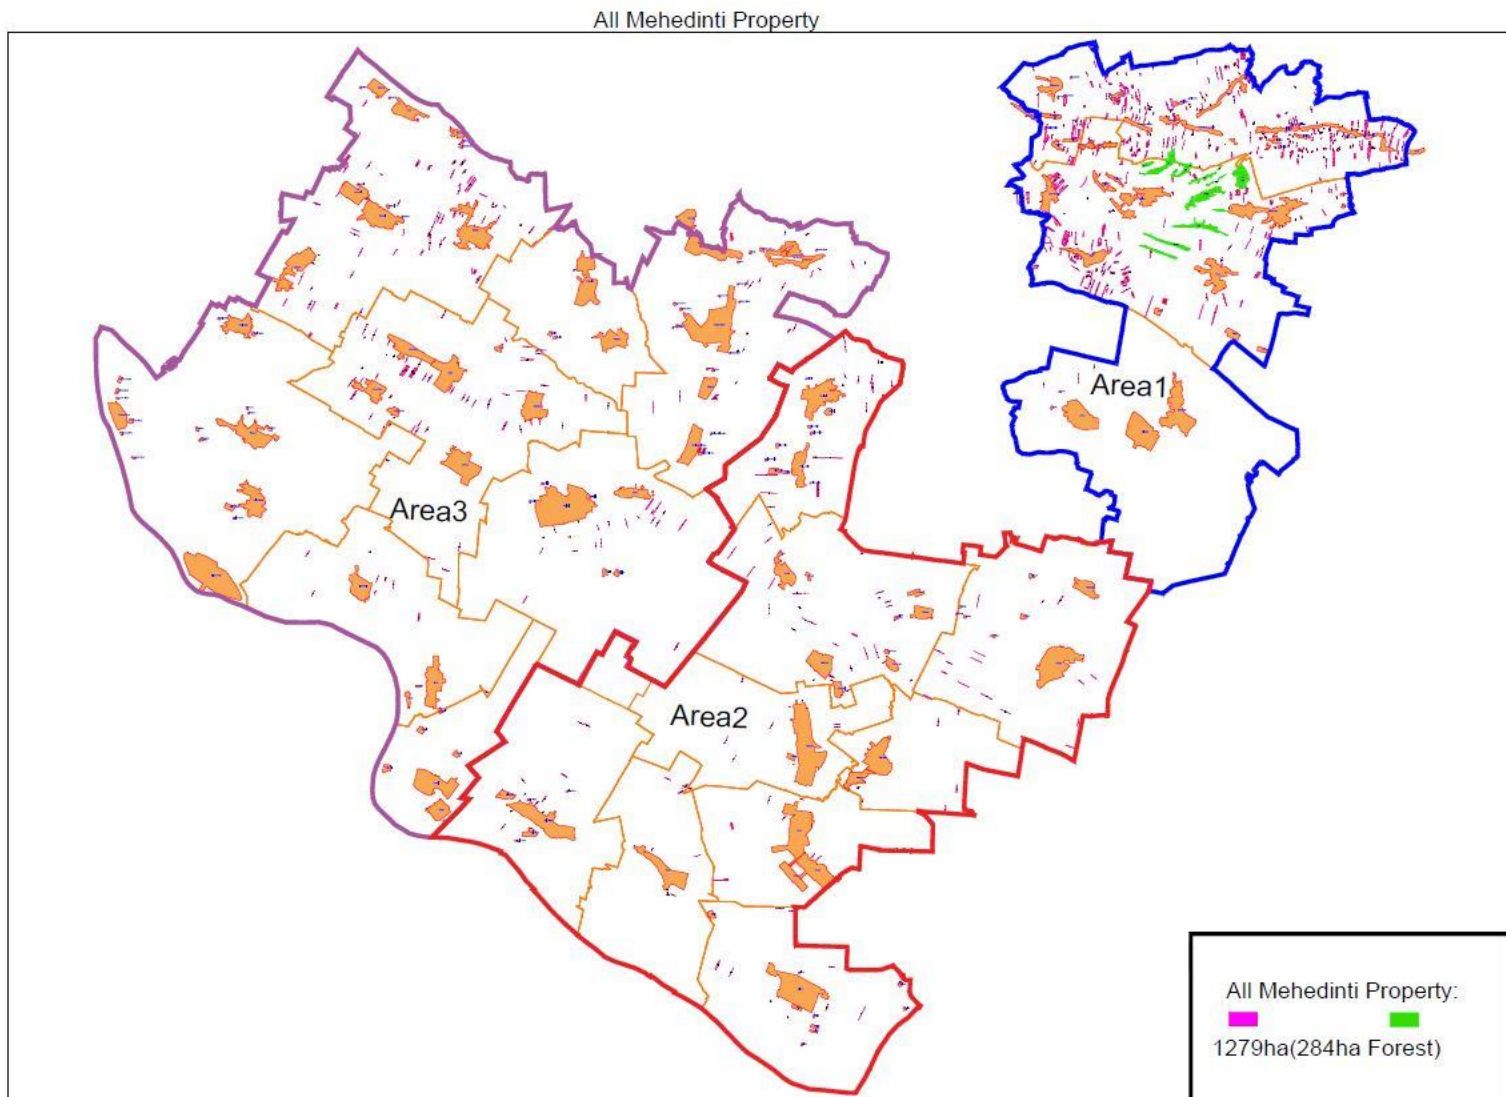 All Mehedinti Property
Area1
Area3
Area2
All Mehedinti Property:
1279ha(284ha Forest)